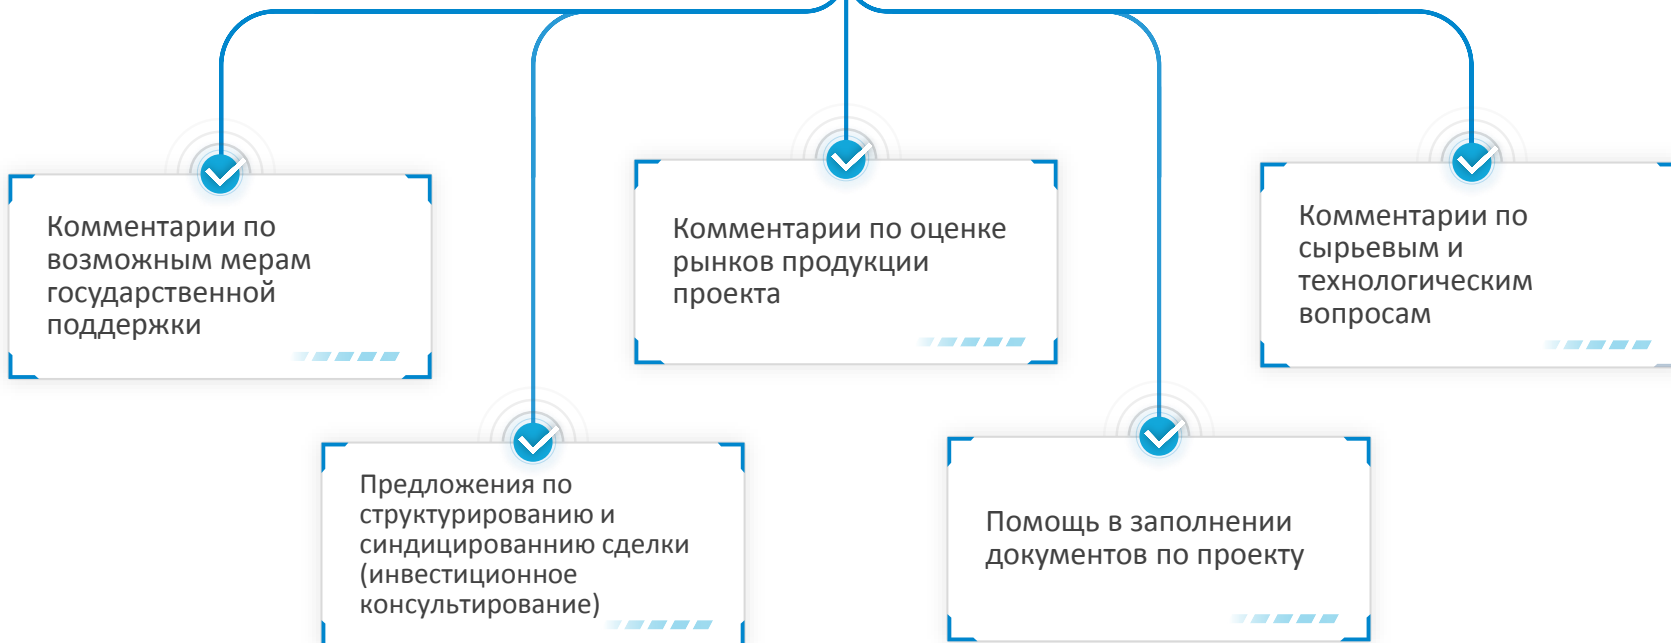 Комментарии по
возможным мерам
государственной
поддержки
Комментарии по оценке
рынков продукции
проекта
Комментарии по
сырьевым и
технологическим
вопросам
Предложения по
структурированию и
синдицированнию сделки
(инвестиционное
консультирование)
Помощь в заполнении
документов по проекту